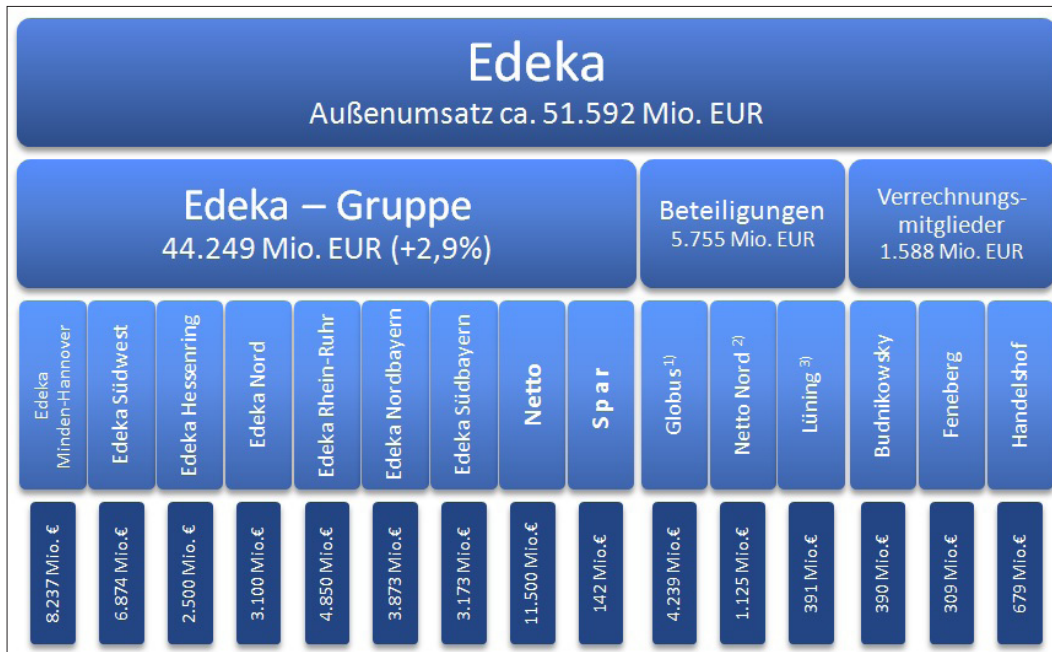 Edeka
Außenumsatz ca. 51.592 Mio. EUR
Edeka – Gruppe
44.249 Mio. EUR (+2,9%)
Beteiligungen
5.755 Mio. EUR
Verrechnungs-
mitglieder
1.588 Mio. EUR
Edeka
Minden-Hannover
Edeka Südwest
Edeka Hessenring
Edeka Nord
Edeka Rhein-Ruhr
Edeka Nordbayern
Edeka Südbayern
Netto
Spar
Globus 1)
Netto Nord 2)
Lüning 3)
Budnikowsky
Feneberg
Handelshof
8.237 Mio. €
6.874 Mio.€
2.500 Mio. €
3.100 Mio.€
4.850 Mio.€
3.873 Mio.€
3.173 Mio.€
11.500 Mio.€
142 Mio.€
4.239 Mio.€
1.125 Mio.€
391 Mio.€
390 Mio.€
309 Mio.€
679 Mio.€